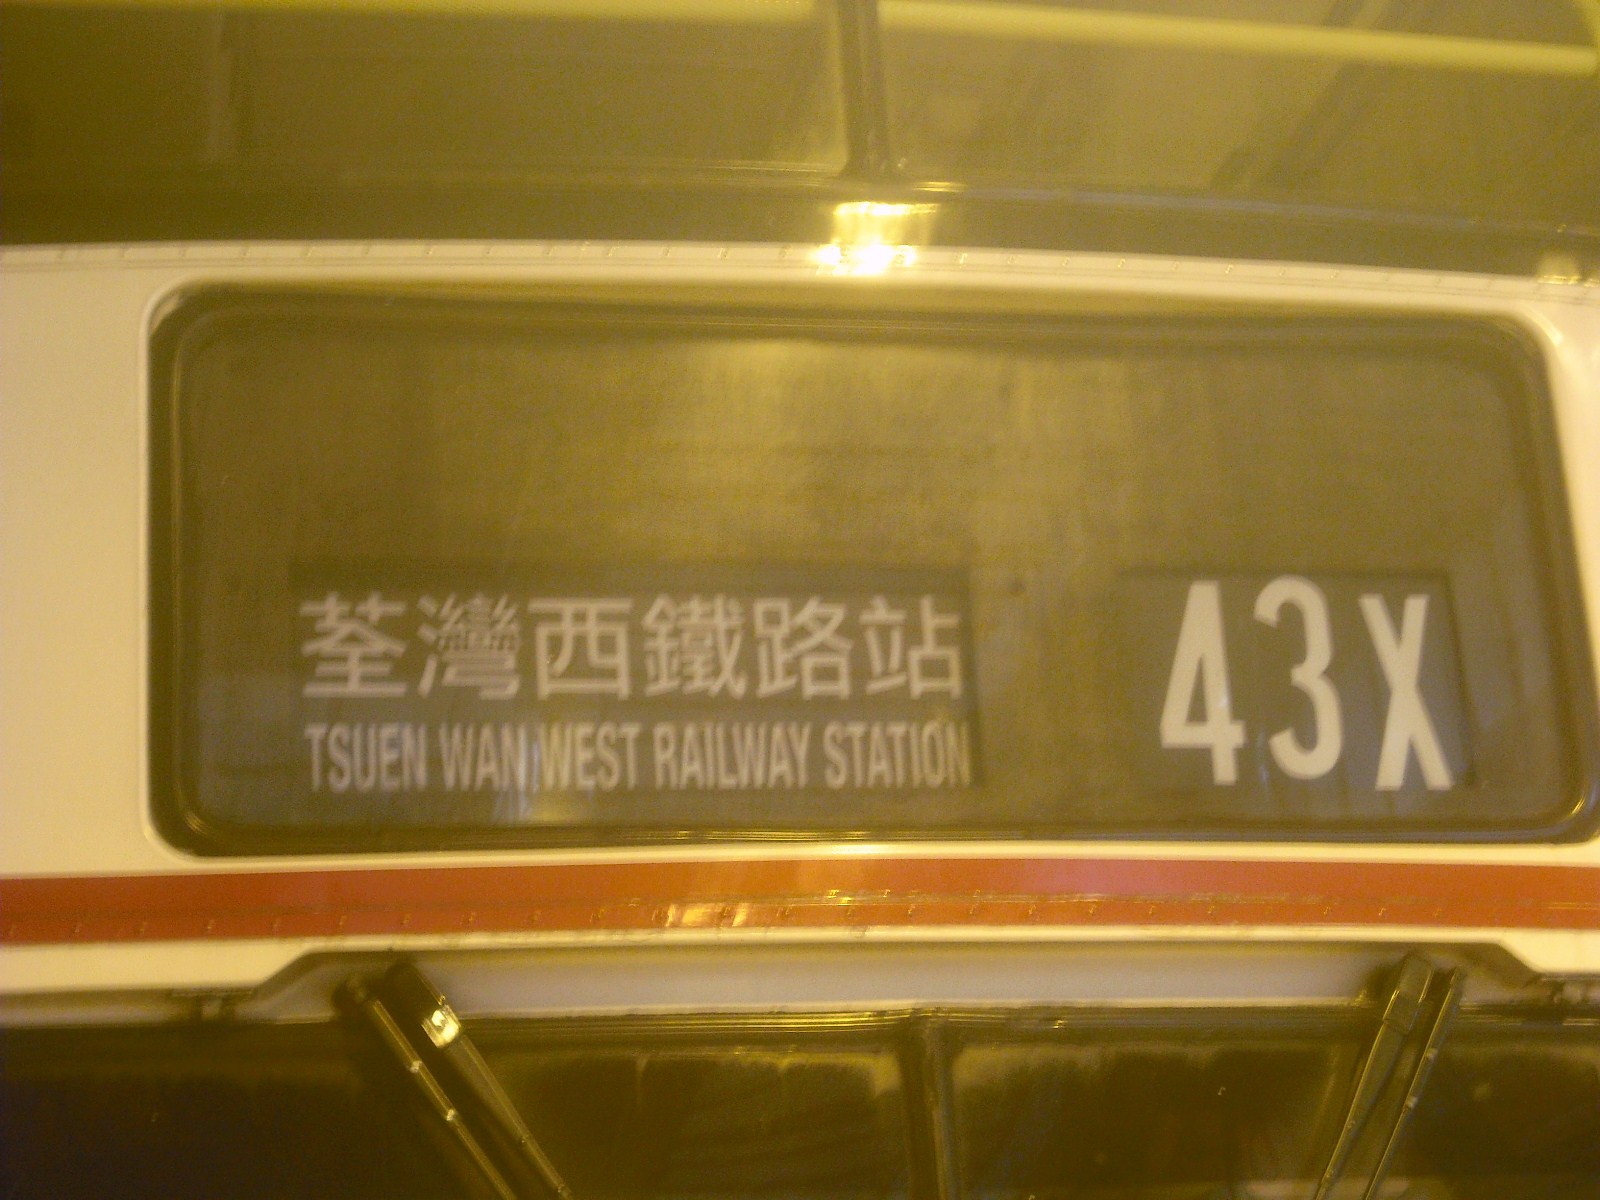 荃灣西鐵路站
TSUEN WAN WEST RAILWAY STATION
43X